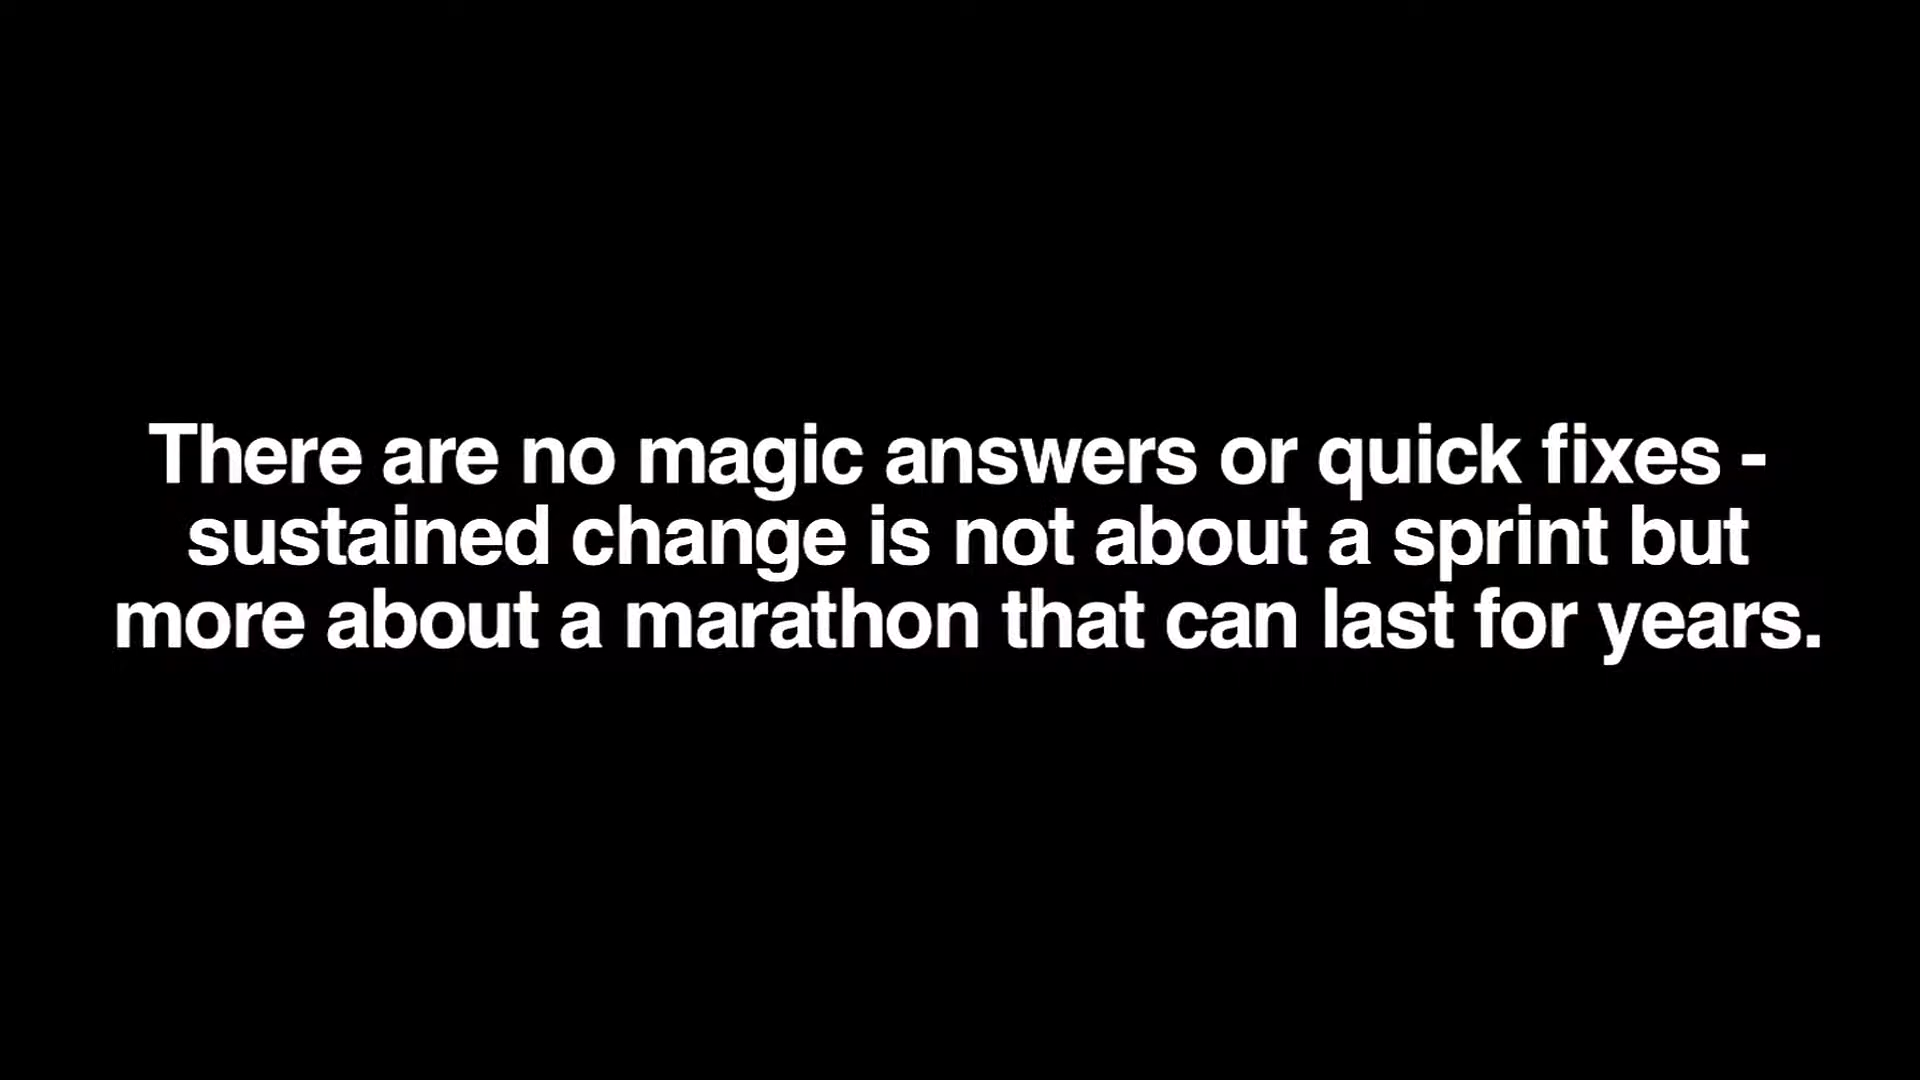 There are no magic answers or quick fixes -
sustained change is not about a sprint but
more about a marathon that can last for years.